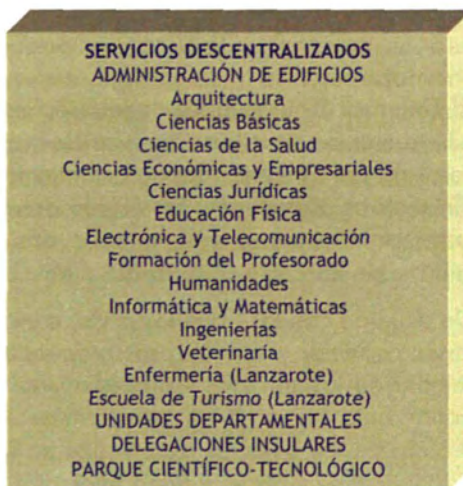 SERVICIOS DESCENTRALIZADOS
ADMINISTRACIÓN DE EDIFICIOS
Arquitectura
Ciencias Básicas
Ciencias de la Salud
Ciencias Económicas y Empresariales
Ciencias Jurídicas
Educación Física
Electrónica y Telecomunicación
Formación del Profesorado
Humanidades
Informática y Matemáticas
Ingenierías
Veterinaria
Enfermería (Lanzarote)
Escuela de Turismo (Lanzarote)
UNIDADES DEPARTAMENTALES
DELEGACIONES INSULARES
PARQUE CIENTÍFICO-TECNOLÓGICO